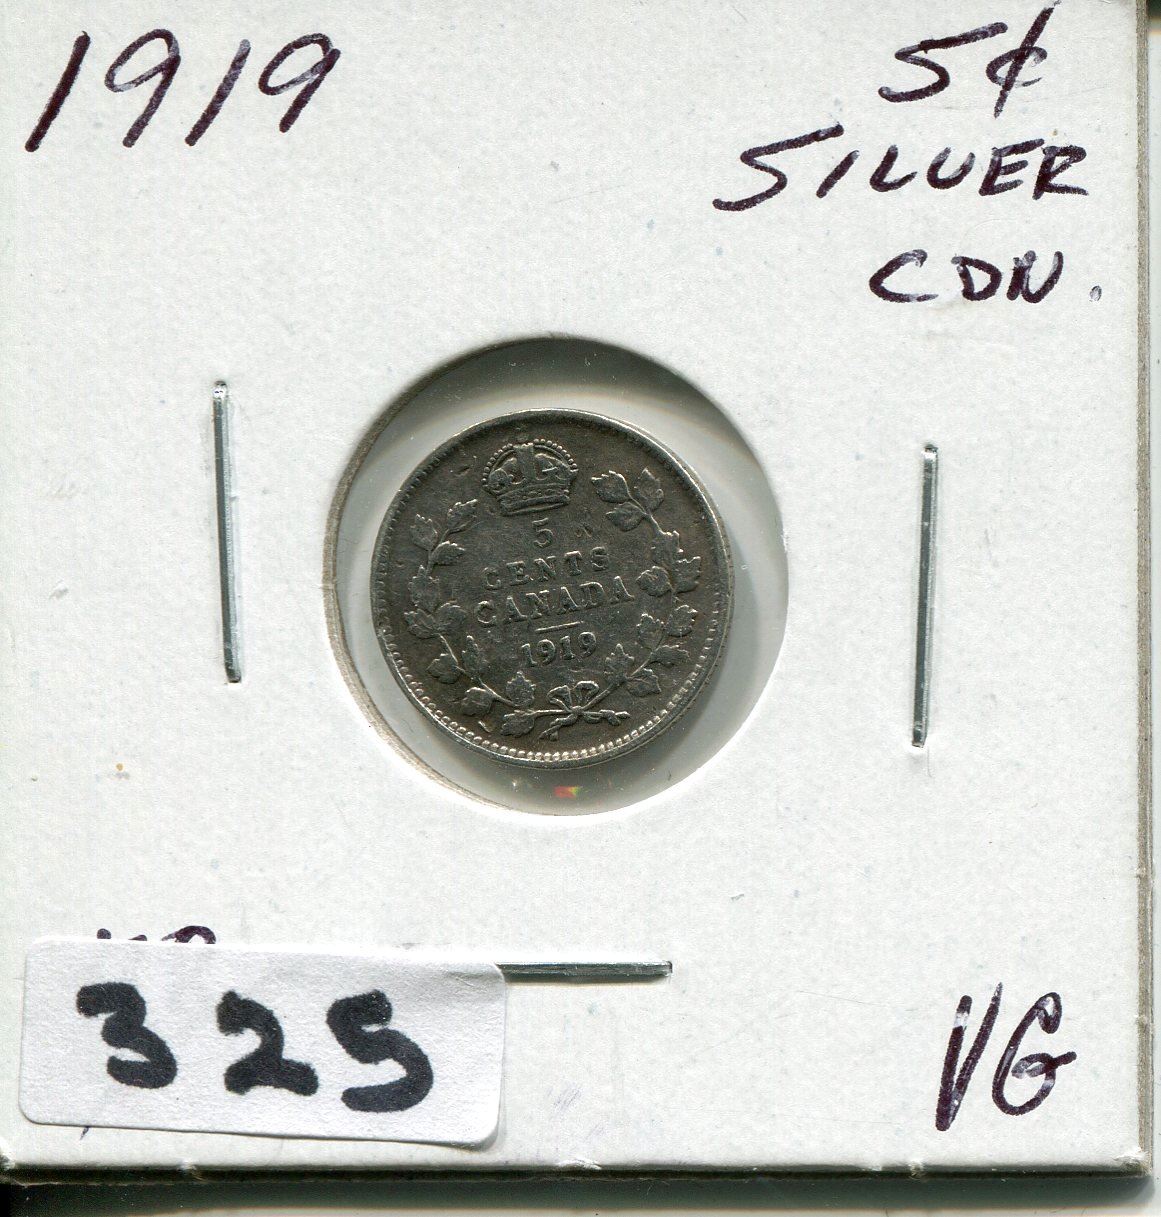 1919
5¢
SILVER
CDN.
5
CENTS
CANADA
1919
325
VG